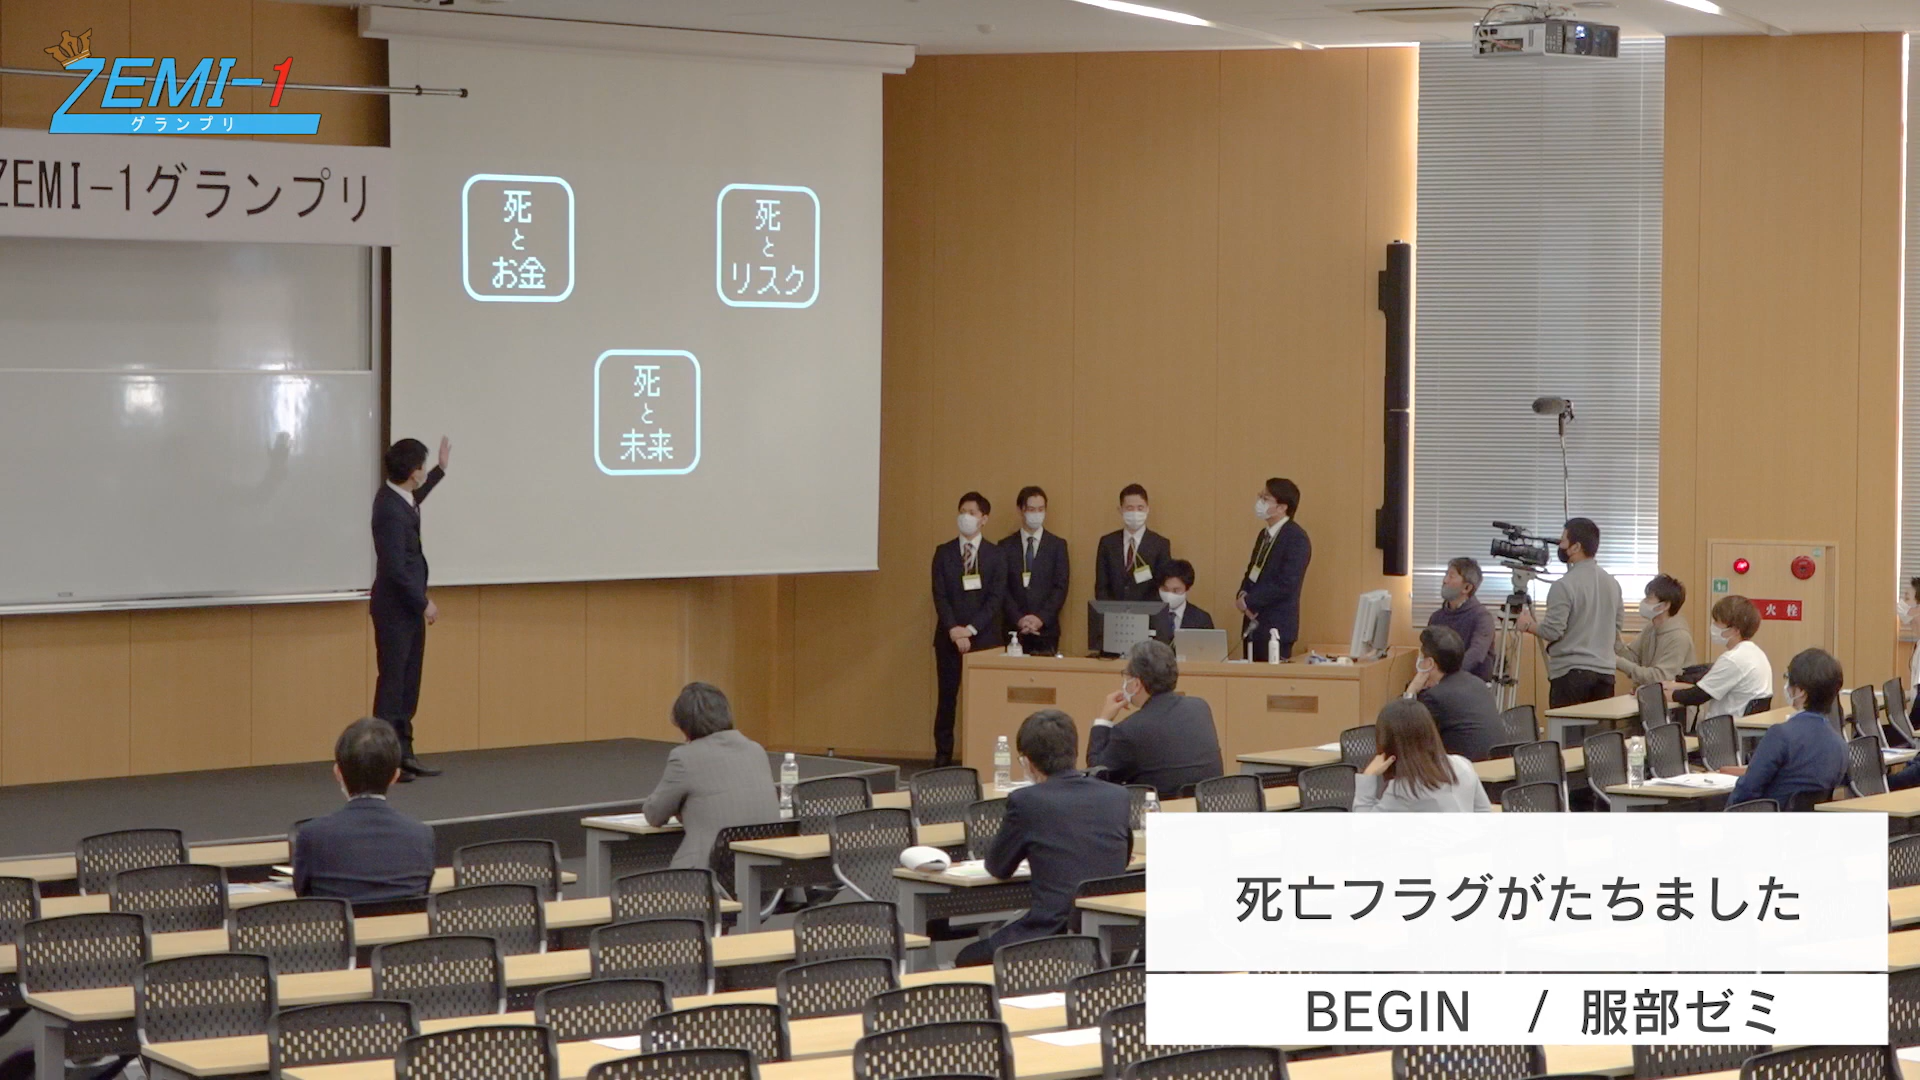 ZEMI-1
グランプリ
ZEMI-1グランプリ
死
と
お金
死
と
リスク
死
と
未来
火栓
死亡フラグがたちました
BEGIN / 服部ゼミ